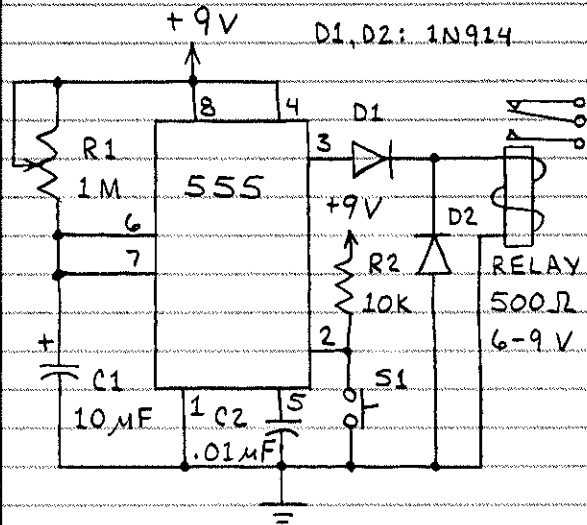 +9V
D1, D2: 1N914
8
4
R1
1M
555
3
D1
+9V
D2
6
7
R2
10K
RELAY
500Ω
6-9 V
2
+
C1
10µF
S1
1
C2
5
.01µF